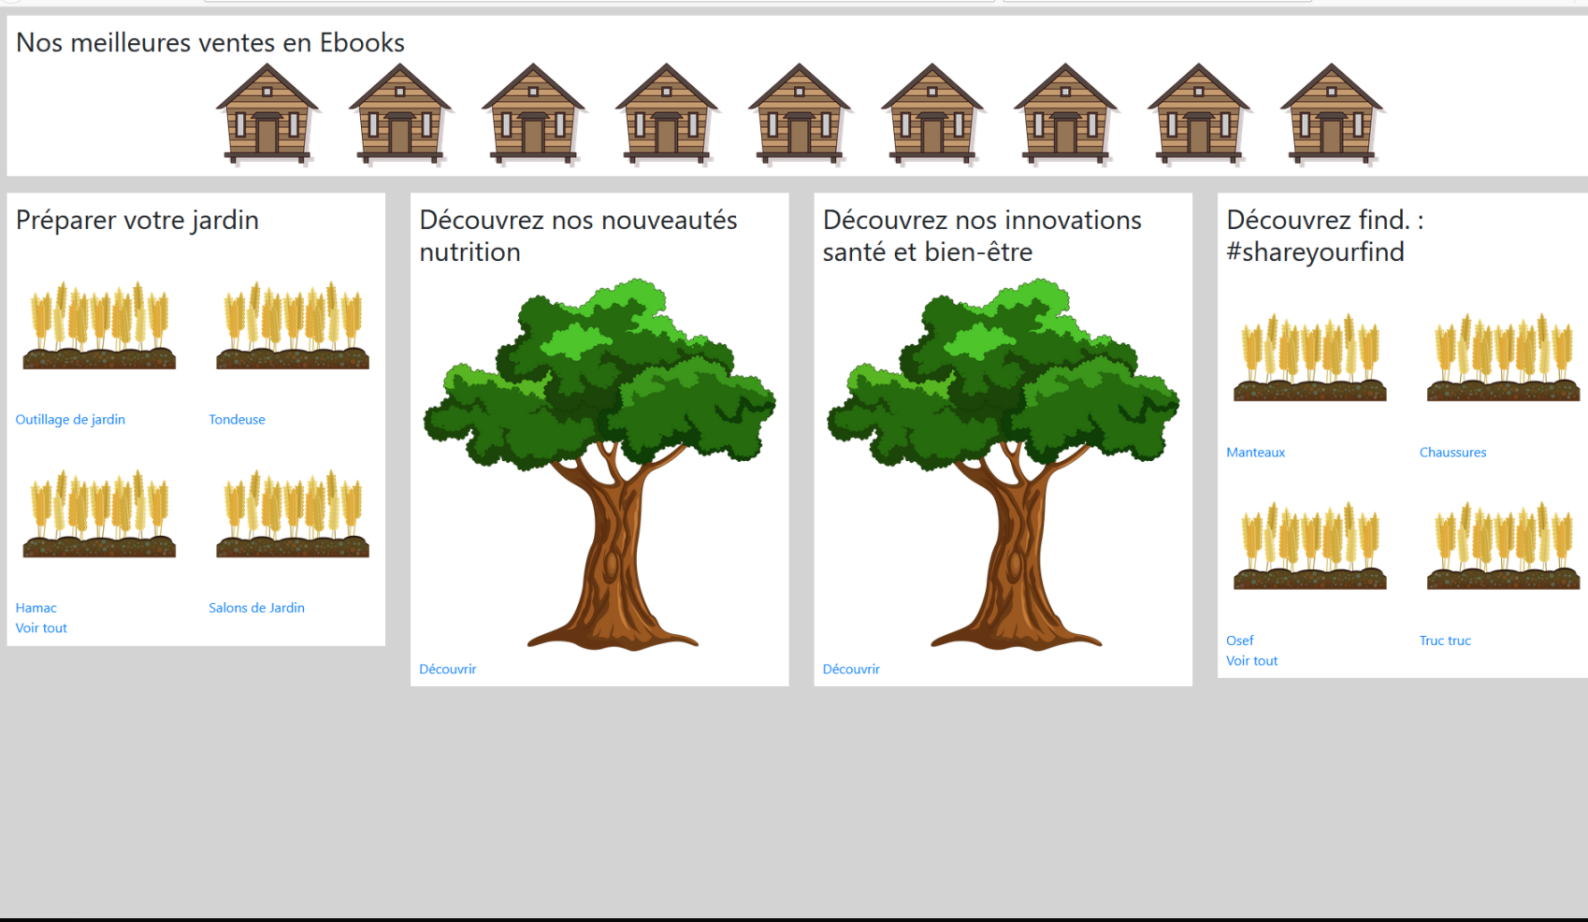 Nos meilleures ventes en Ebooks
Préparer votre jardin
Outillage de jardin
Tondeuse
Hamac
Salons de Jardin
Voir tout
Découvrez nos nouveautés
nutrition
Découvrir
Découvrez nos innovations
santé et bien-être
Découvrir
Découvrez find. :
#shareyourfind
Manteaux
Chaussures
Osef
Truc truc
Voir tout